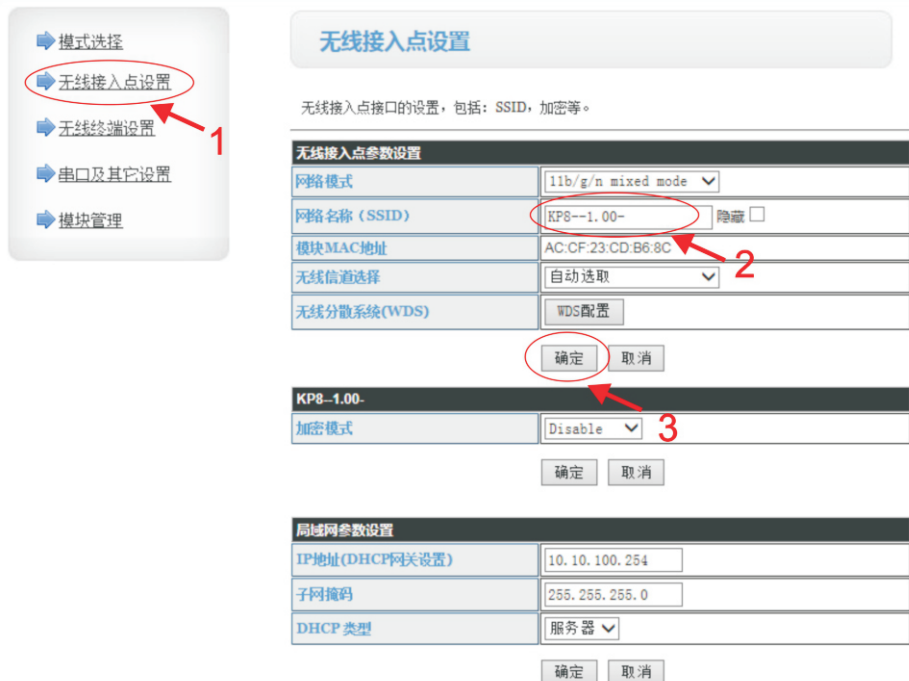 模式选择
无线接入点设置
无线终端设置
串口及其它设置
模块管理
1
无线接入点设置
无线接入点接口的设置，包括：SSID，加密等。
无线接入点参数设置
网络模式 11b/g/n mixed mode
网络名称（SSID） KP8--1.00- 隐藏
模块MAC地址 AC:CF:23:CD:B6:8C
2
无线信道选择 自动选取
无线分散系统(WDS) WDS配置
确定 取消
3
KP8--1.00-
加密模式 Disable
确定 取消
局域网参数设置
IP地址(DHCP网关设置) 10.10.100.254
子网掩码 255.255.255.0
DHCP 类型 服务器
确定 取消